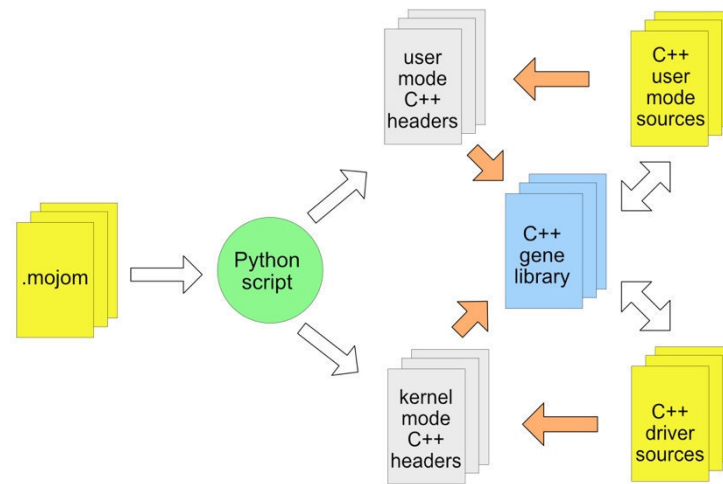 .mojom
Python
script
user
mode
C++
headers
kernel
mode
C++
headers
C++
gene
library
C++
user
mode
sources
C++
driver
sources